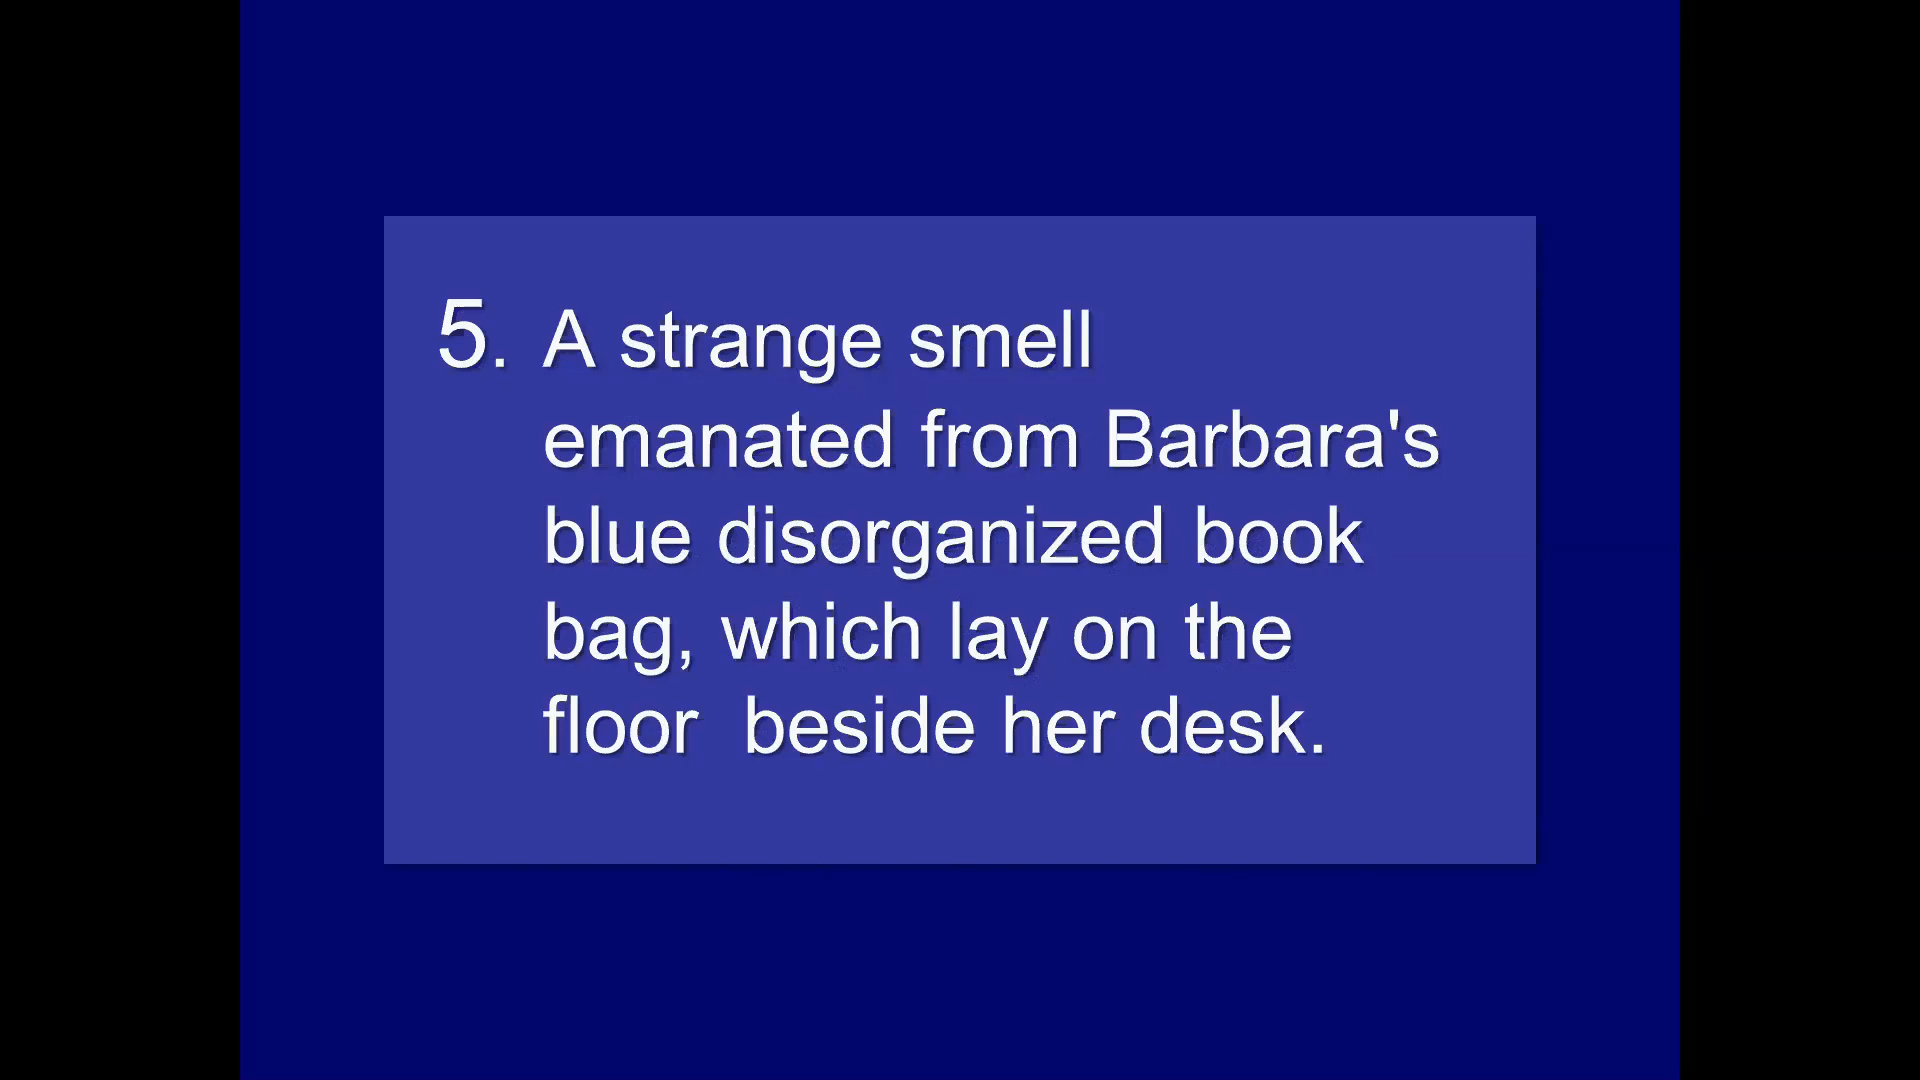 5. A strange smell
emanated from Barbara's
blue disorganized book
bag, which lay on the
floor  beside her desk.